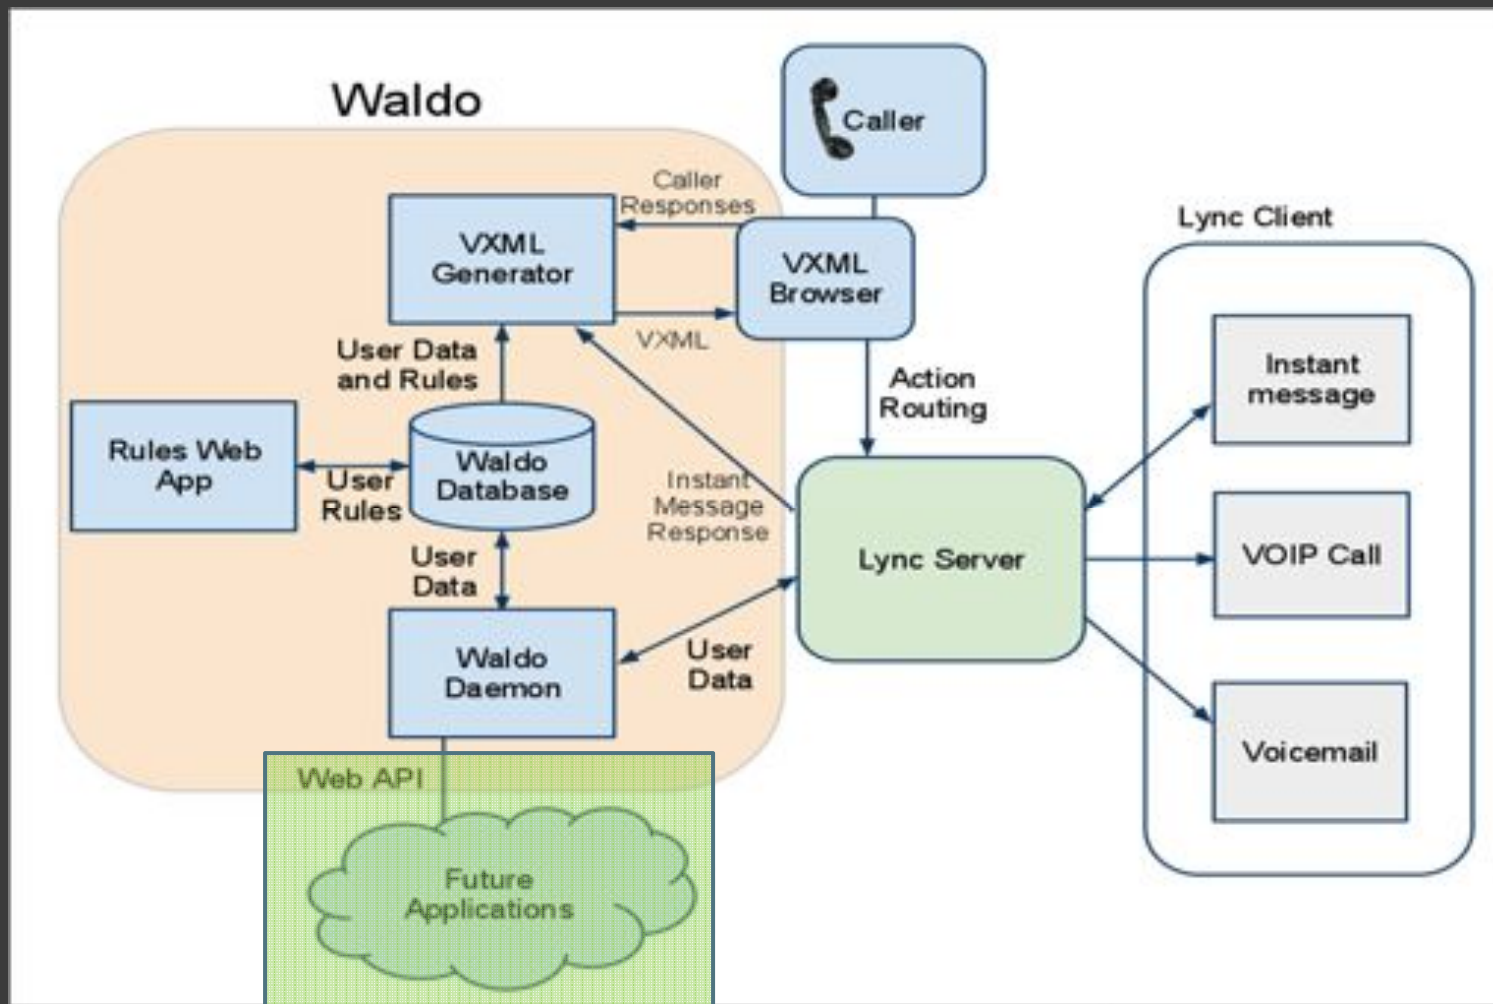 Waldo
Caller
Caller
Responses
Lync Client
VXML
Generator
VXML
Browser
VXML
User Data
and Rules
Action
Routing
Instant
message
Rules Web
App
User
Rules
Waldo
Database
Instant
Message
Response
Lync Server
VOIP Call
User
Data
Waldo
Daemon
User
Data
Voicemail
Web API
Future
Applications